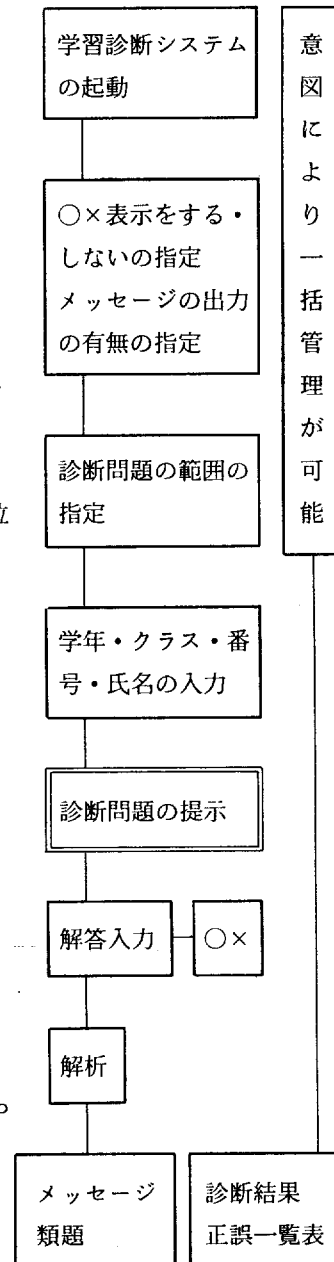 学習診断システム
の起動
○×表示をする・
しないの指定
メッセージの出力
の有無の指定
診断問題の範囲の
指定
学年・クラス・番
号・氏名の入力
診断問題の提示
解答入力
○×
解析
メッセージ
類題
意図により一括管理が可能
診断結果
正誤一覧表